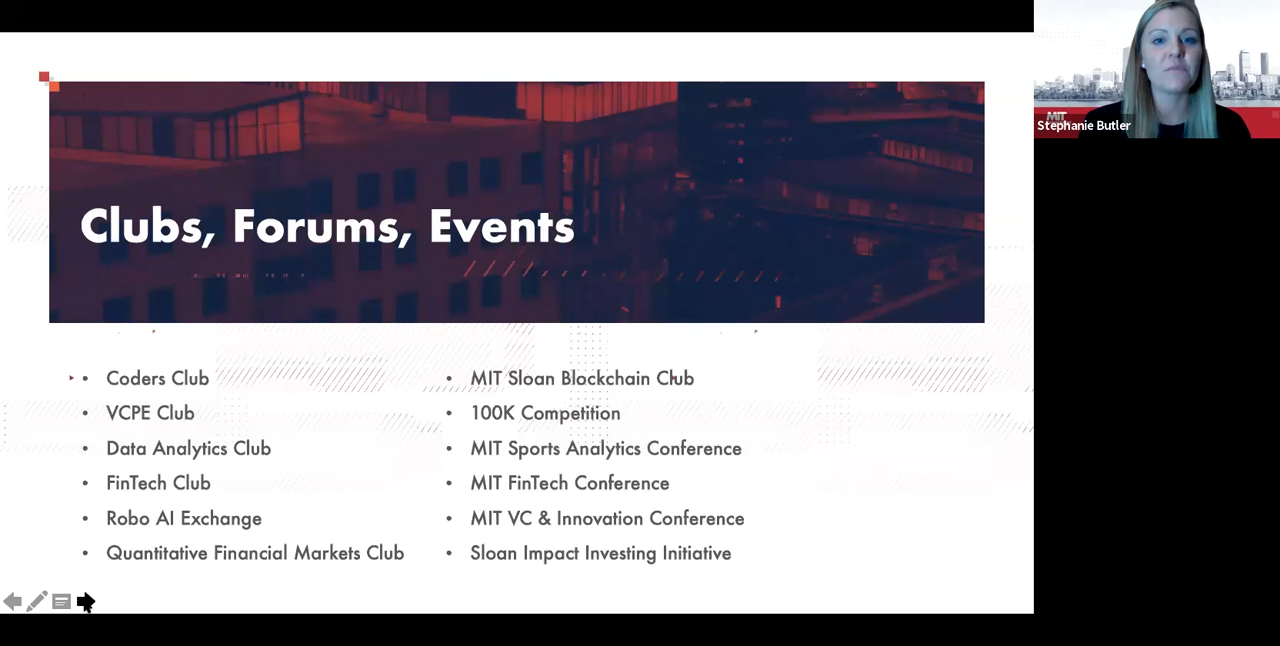 Clubs, Forums, Events
Coders Club
VCPE Club
Data Analytics Club
FinTech Club
Robo AI Exchange
Quantitative Financial Markets Club
MIT Sloan Blockchain Club
100K Competition
MIT Sports Analytics Conference
MIT FinTech Conference
MIT VC & Innovation Conference
Sloan Impact Investing Initiative
MIT
Stephanie Butler